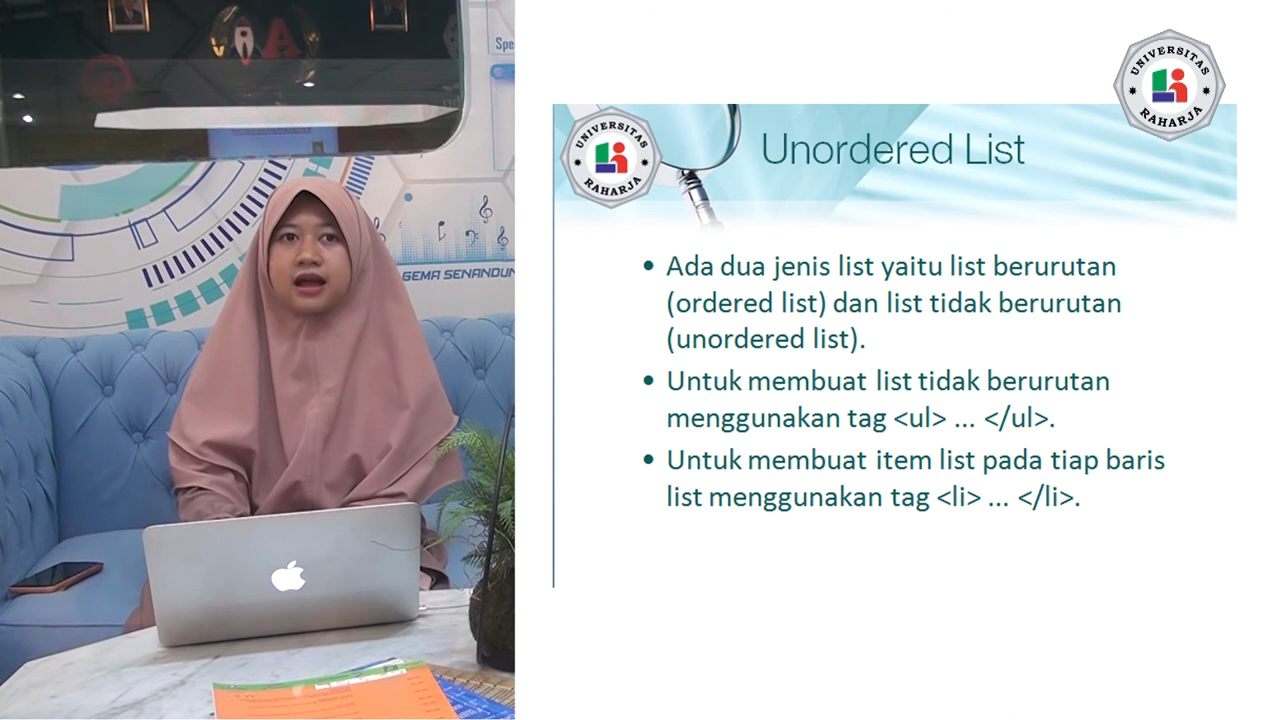 Spe
GEMA SENANDUN
UNIVERSITAS
RAHARJA
UNIVERSITAS
RAHARJA
Unordered List
• Ada dua jenis list yaitu list berurutan
(ordered list) dan list tidak berurutan
(unordered list).
• Untuk membuat list tidak berurutan
menggunakan tag <ul> ... </ul>.
• Untuk membuat item list pada tiap baris
list menggunakan tag <li> ... </li>.